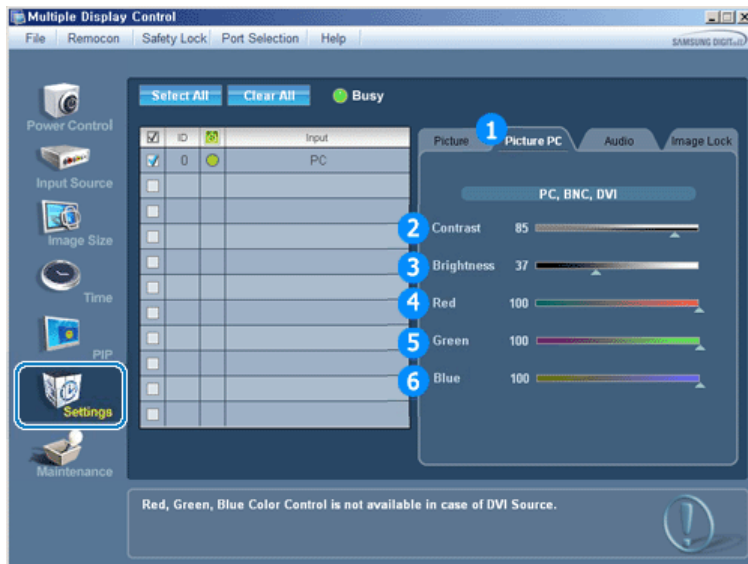 Multiple Display Control
File Remocon Safety Lock Port Selection Help
SAMSUNG DIGITall
Select All Clear All Busy
Power Control
Input Source
Image Size
Time
PIP
Settings
Maintenance
ID Input
0 PC
1
Picture Picture PC Audio Image Lock
PC, BNC, DVI
2 Contrast 85
3 Brightness 37
4 Red 100
5 Green 100
6 Blue 100
Red, Green, Blue Color Control is not available in case of DVI Source.